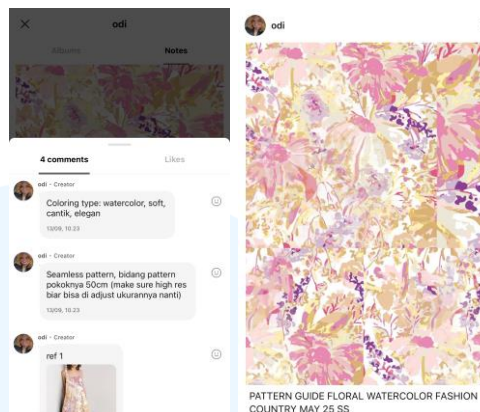 odi
Albums
Notes
4 comments
Likes
odi - Creator
Coloring type: watercolor, soft,
cantik, elegan
13/09, 10.23
odi - Creator
Seamless pattern, bidang pattern
pokoknya 50cm (make sure high res
biar bisa di adjust ukurannya nanti)
13/09, 10.23
odi - Creator
ref 1
odi
PATTERN GUIDE FLORAL WATERCOLOR FASHION
COUNTRY MAY 25 SS